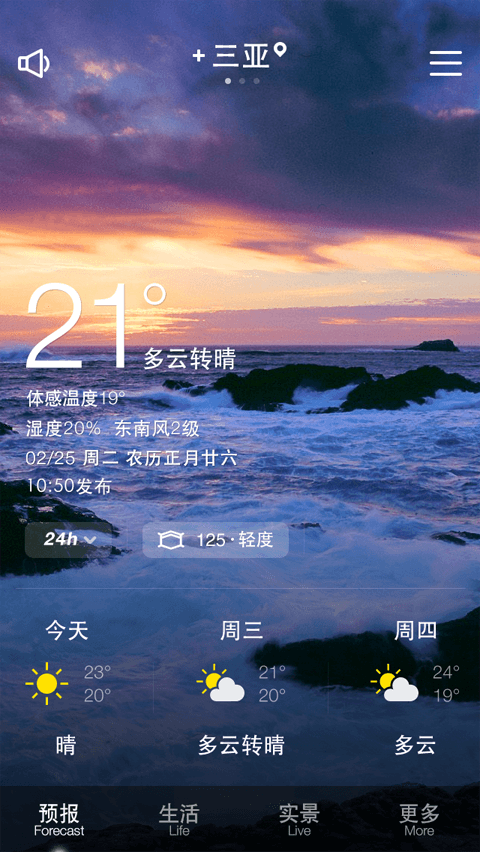 + 三亚
21°
多云转晴
体感温度19°
湿度20% 东南风2级
02/25 周二 农历正月廿六
10:50发布
24h 125·轻度
今天 周三 周四
23° 21° 24°
20° 20° 19°
晴 多云转晴 多云
预报 生活 实景 更多
Forecast Life Live More